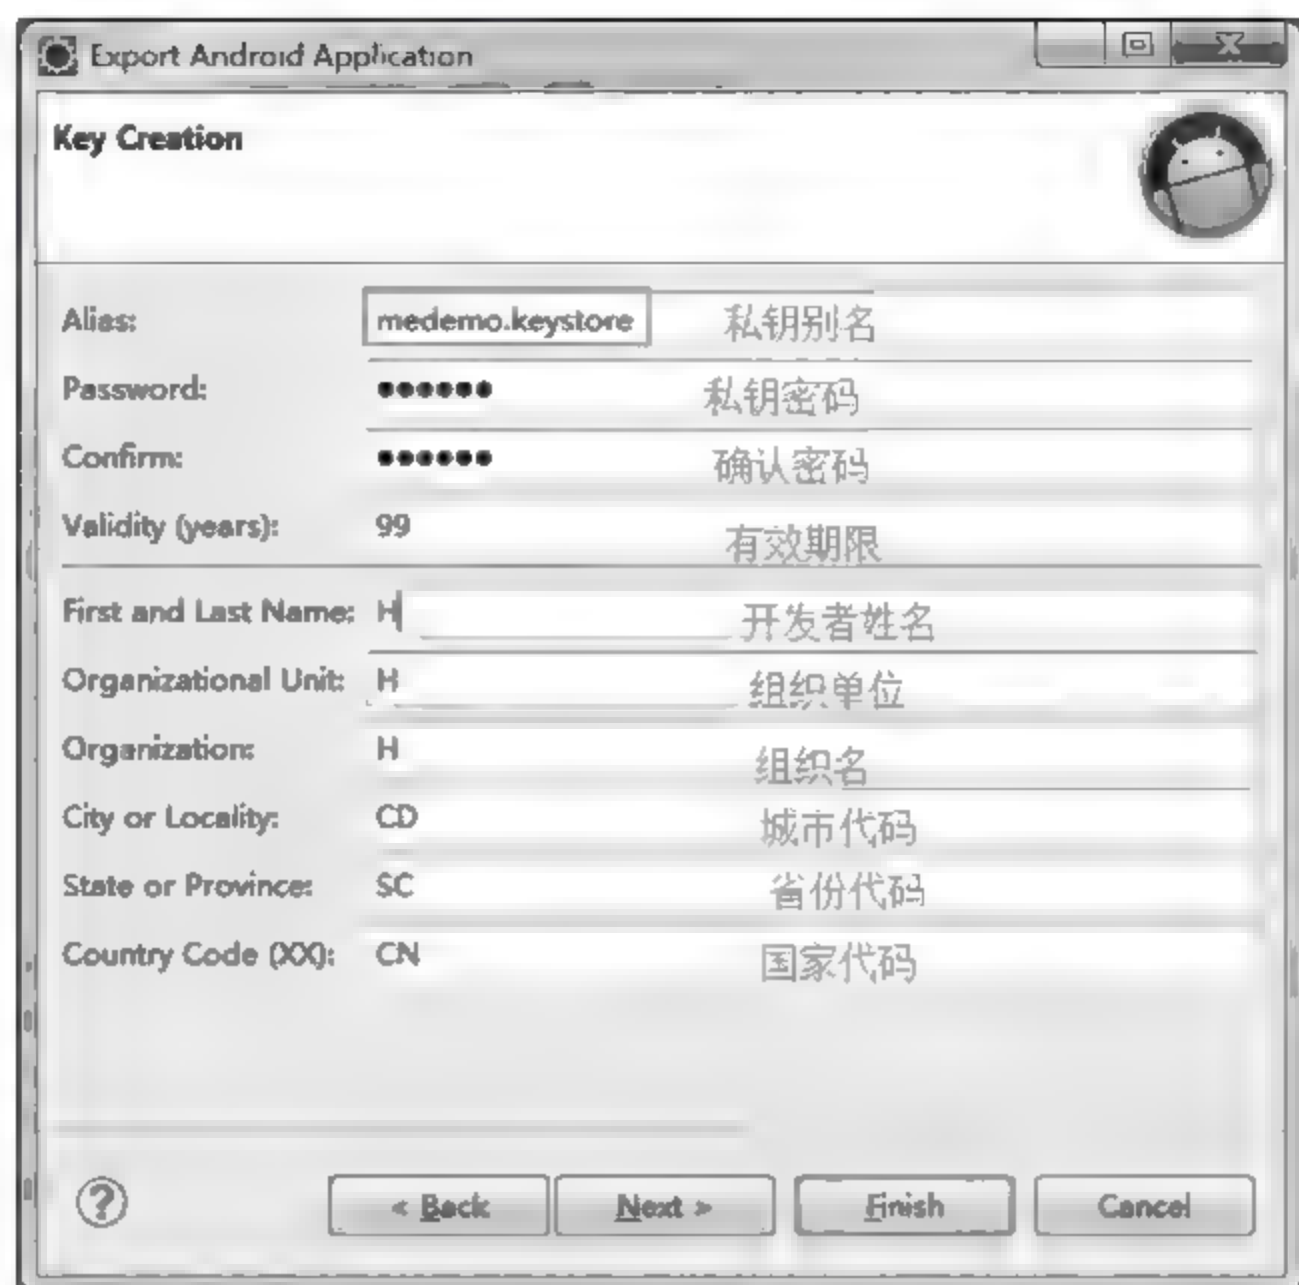 Export Android Application
Key Creation
Alias: medemo.keystore 私钥别名
Password: ●●●●●● 私钥密码
Confirm: ●●●●●● 确认密码
Validity (years): 99 有效期限
First and Last Name: H 开发者姓名
Organizational Unit: H 组织单位
Organization: H 组织名
City or Locality: CD 城市代码
State or Province: SC 省份代码
Country Code (XX): CN 国家代码
? < Back Next > Finish Cancel